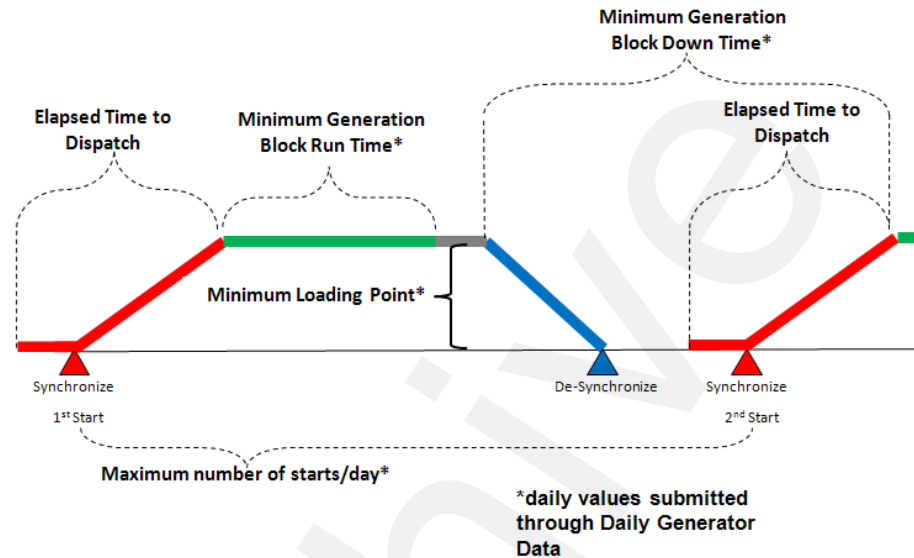 Minimum Generation
Block Down Time*
Elapsed Time to
Dispatch
Minimum Generation
Block Run Time*
Elapsed Time to
Dispatch
Minimum Loading Point*
Synchronize
De-Synchronize
Synchronize
1st Start
2nd Start
Maximum number of starts/day*
*daily values submitted
through Daily Generator
Data
hive